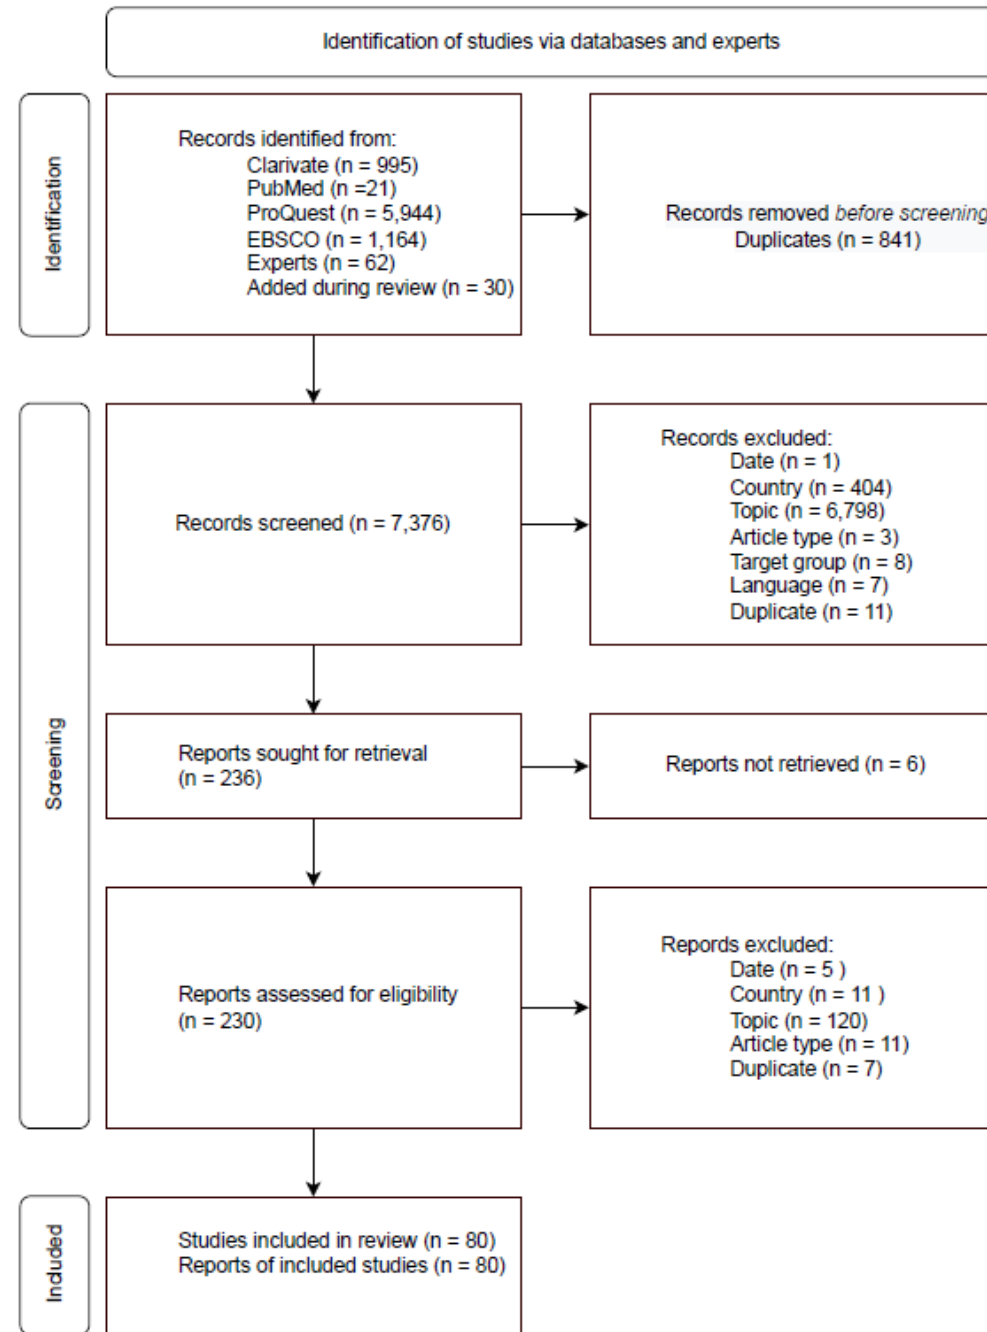 Identification of studies via databases and experts
Identification
Records identified from:
Clarivate (n = 995)
PubMed (n =21)
ProQuest (n = 5,944)
EBSCO (n = 1,164)
Experts (n = 62)
Added during review (n = 30)
Records removed before screening
Duplicates (n = 841)
Screening
Records screened (n = 7,376)
Records excluded:
Date (n = 1)
Country (n = 404)
Topic (n = 6,798)
Article type (n = 3)
Target group (n = 8)
Language (n = 7)
Duplicate (n = 11)
Reports sought for retrieval
(n = 236)
Reports not retrieved (n = 6)
Reports assessed for eligibility
(n = 230)
Reports excluded:
Date (n = 5 )
Country (n = 11 )
Topic (n = 120)
Article type (n = 11)
Duplicate (n = 7)
Included
Studies included in review (n = 80)
Reports of included studies (n = 80)